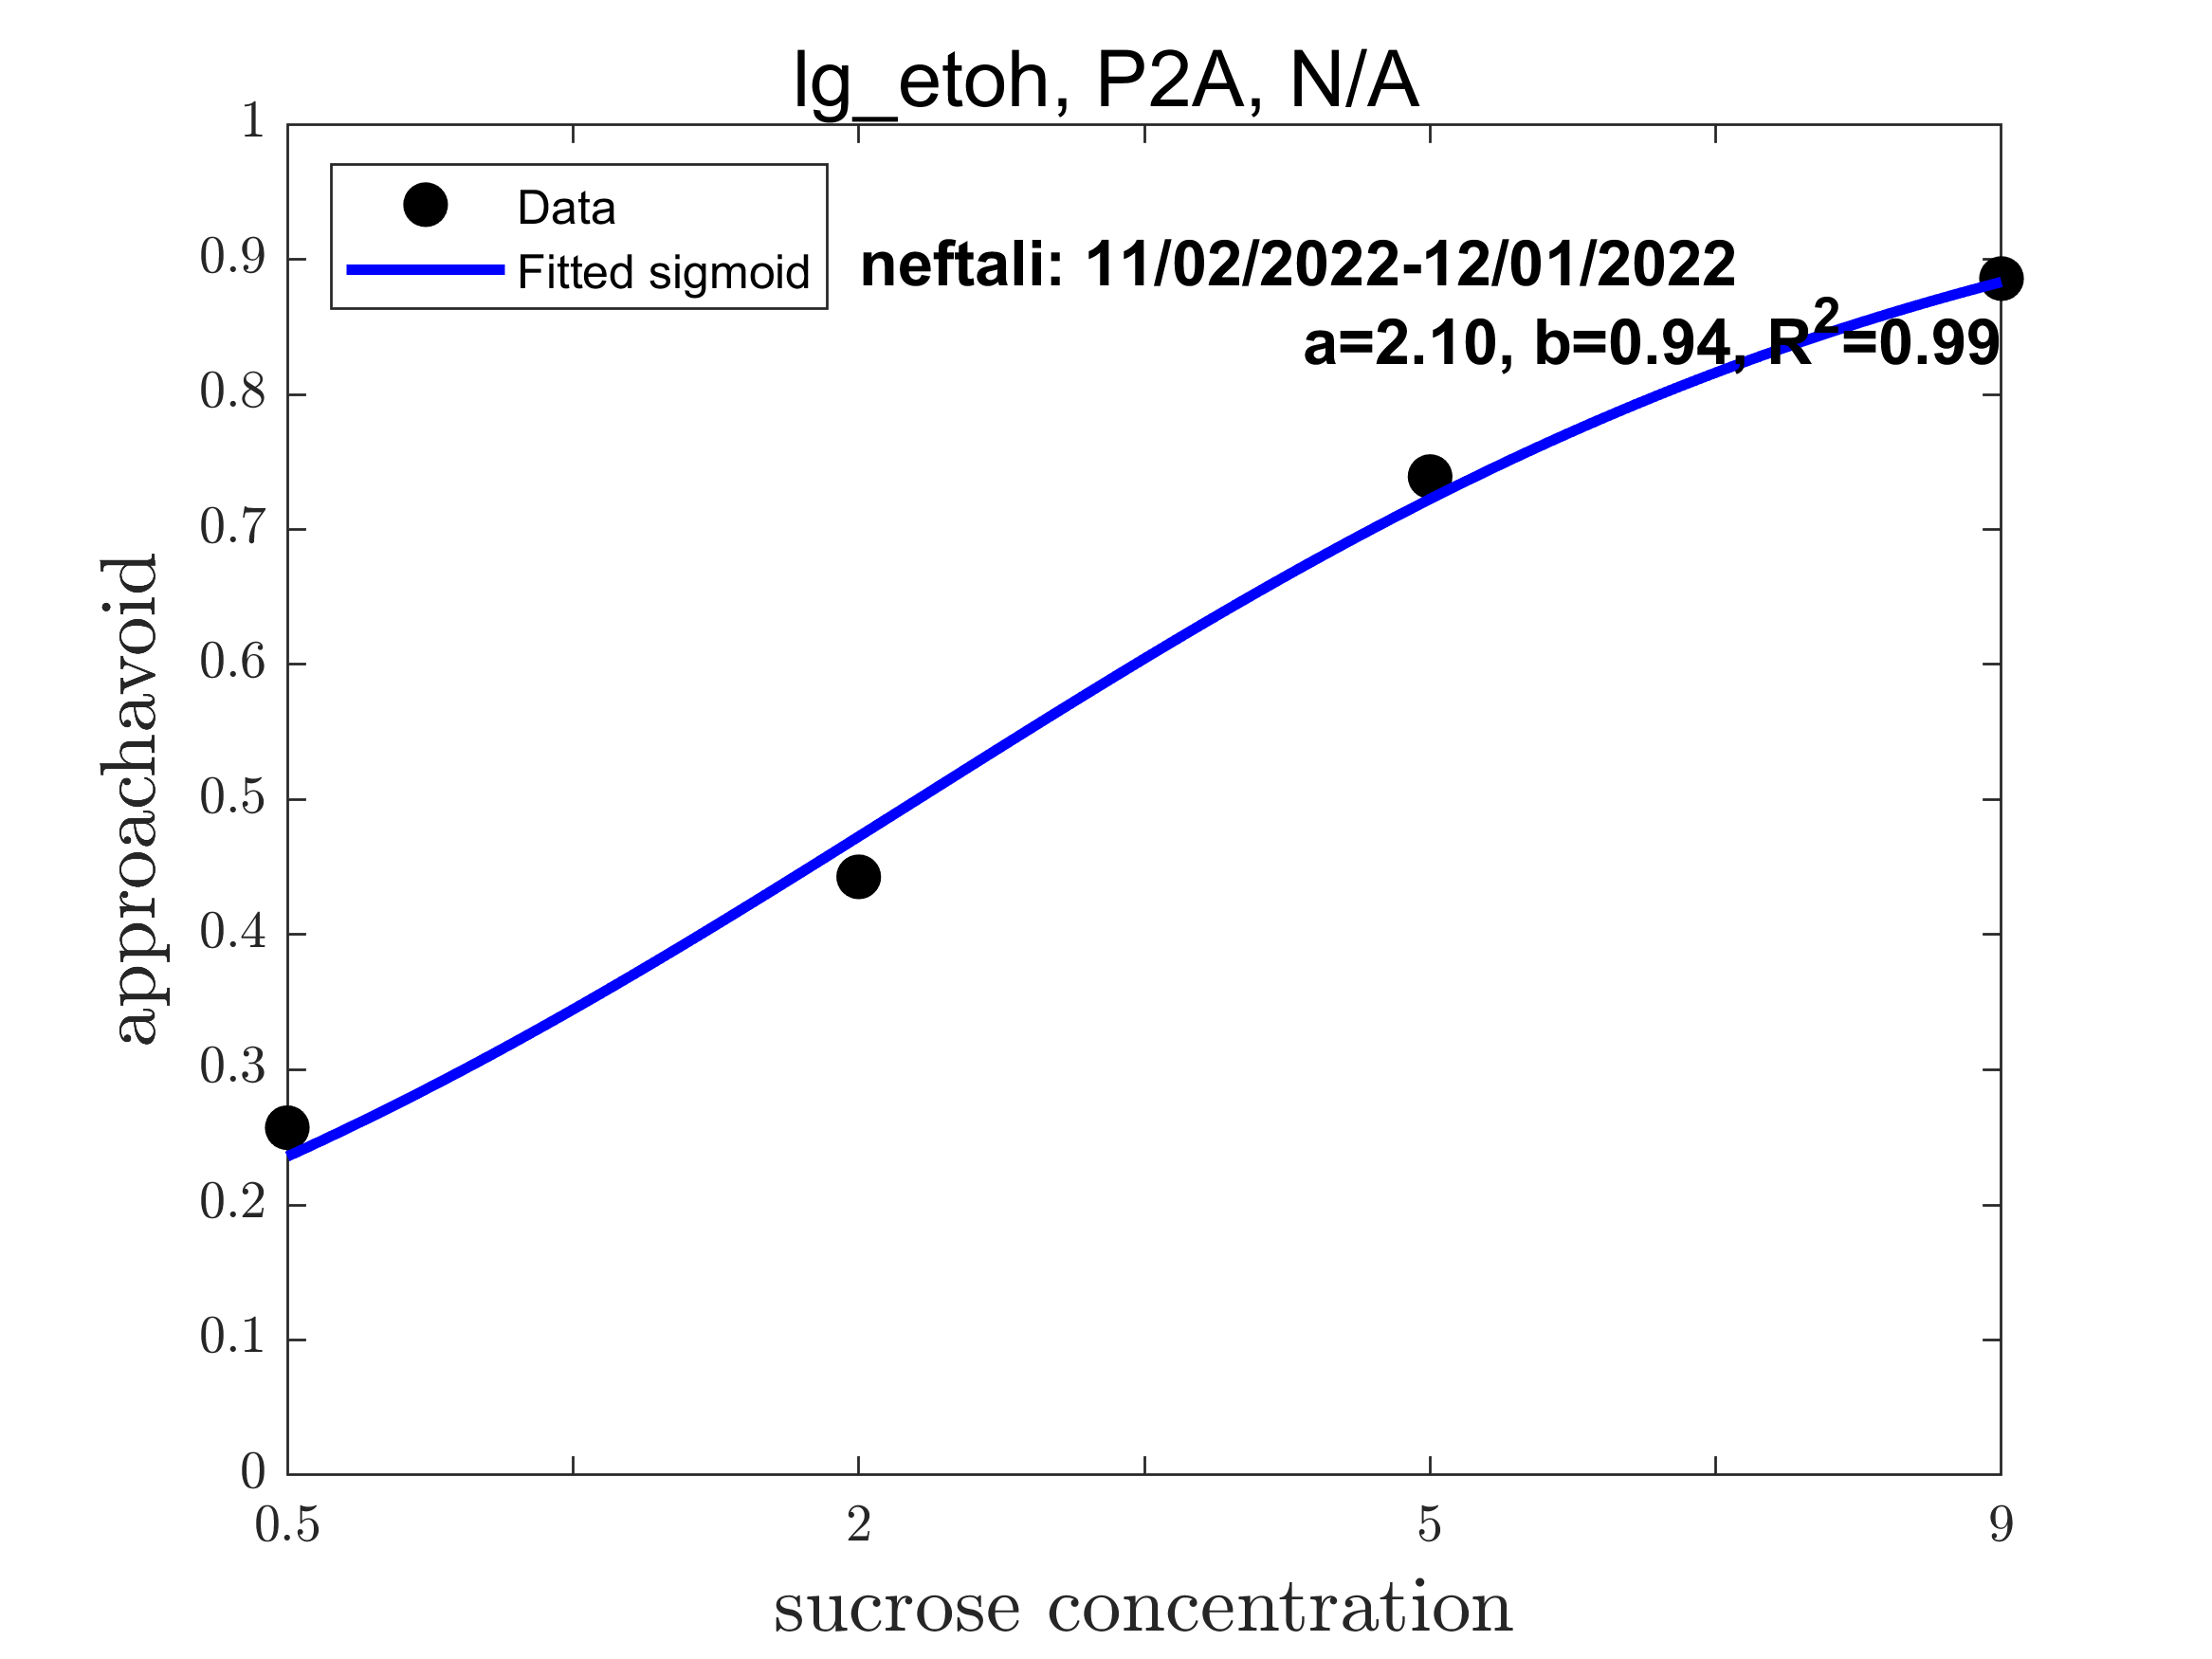 lg_etoh, P2A, N/A
Data
Fitted sigmoid
neftali: 11/02/2022-12/01/2022
a=2.10, b=0.94, R²=0.99
approachavoid
1
0.9
0.8
0.7
0.6
0.5
0.4
0.3
0.2
0.1
0
0.5 2 5 9
sucrose concentration